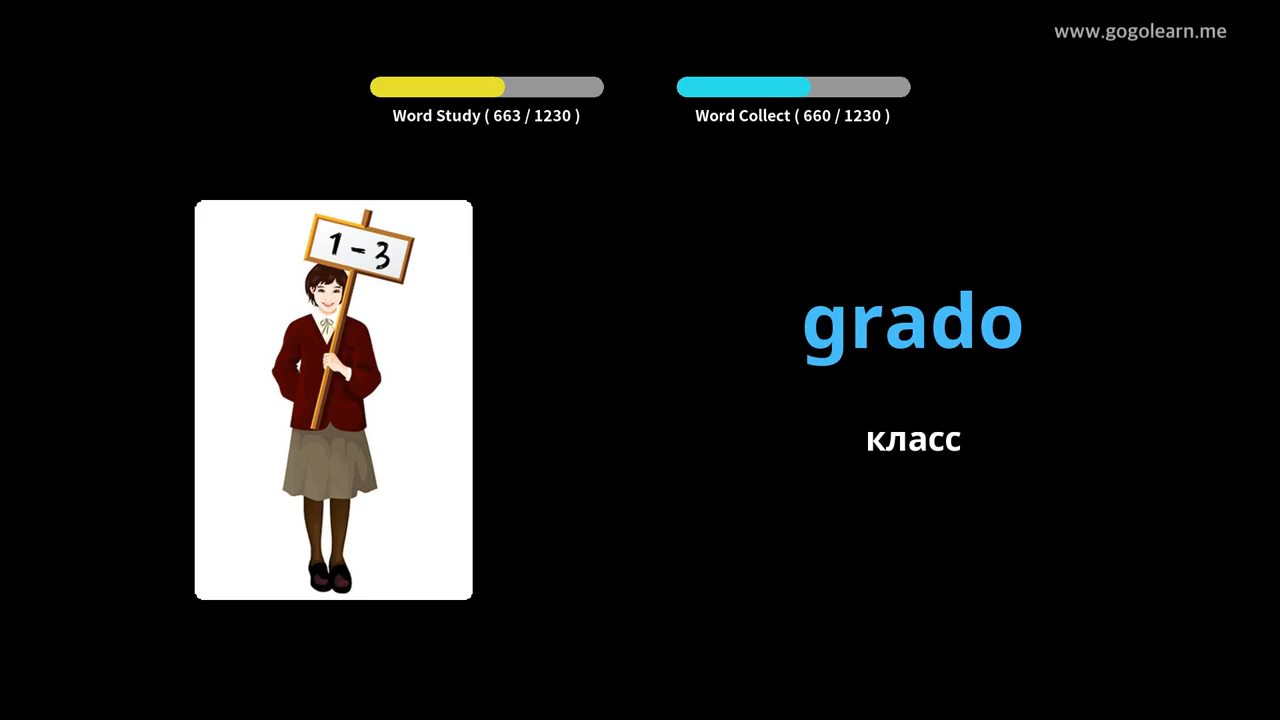 www.gogolearn.me
Word Study ( 663 / 1230 )
Word Collect ( 660 / 1230 )
1 - 3
grado
класс